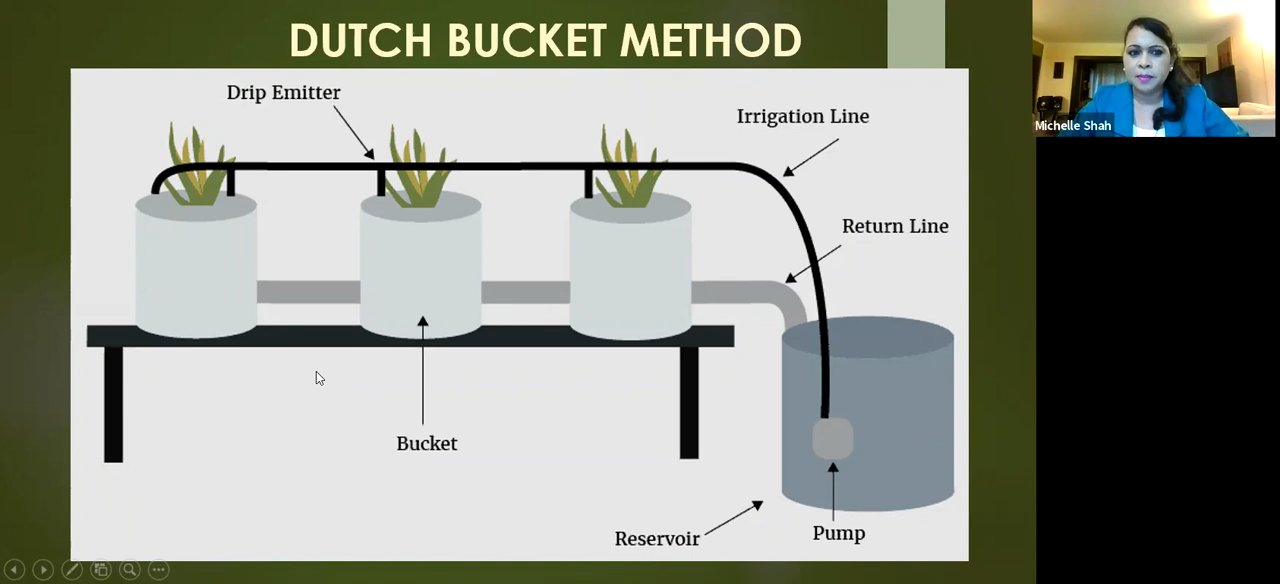 DUTCH BUCKET METHOD
Drip Emitter
Irrigation Line
Michelle Shah
Return Line
Bucket
Reservoir
Pump